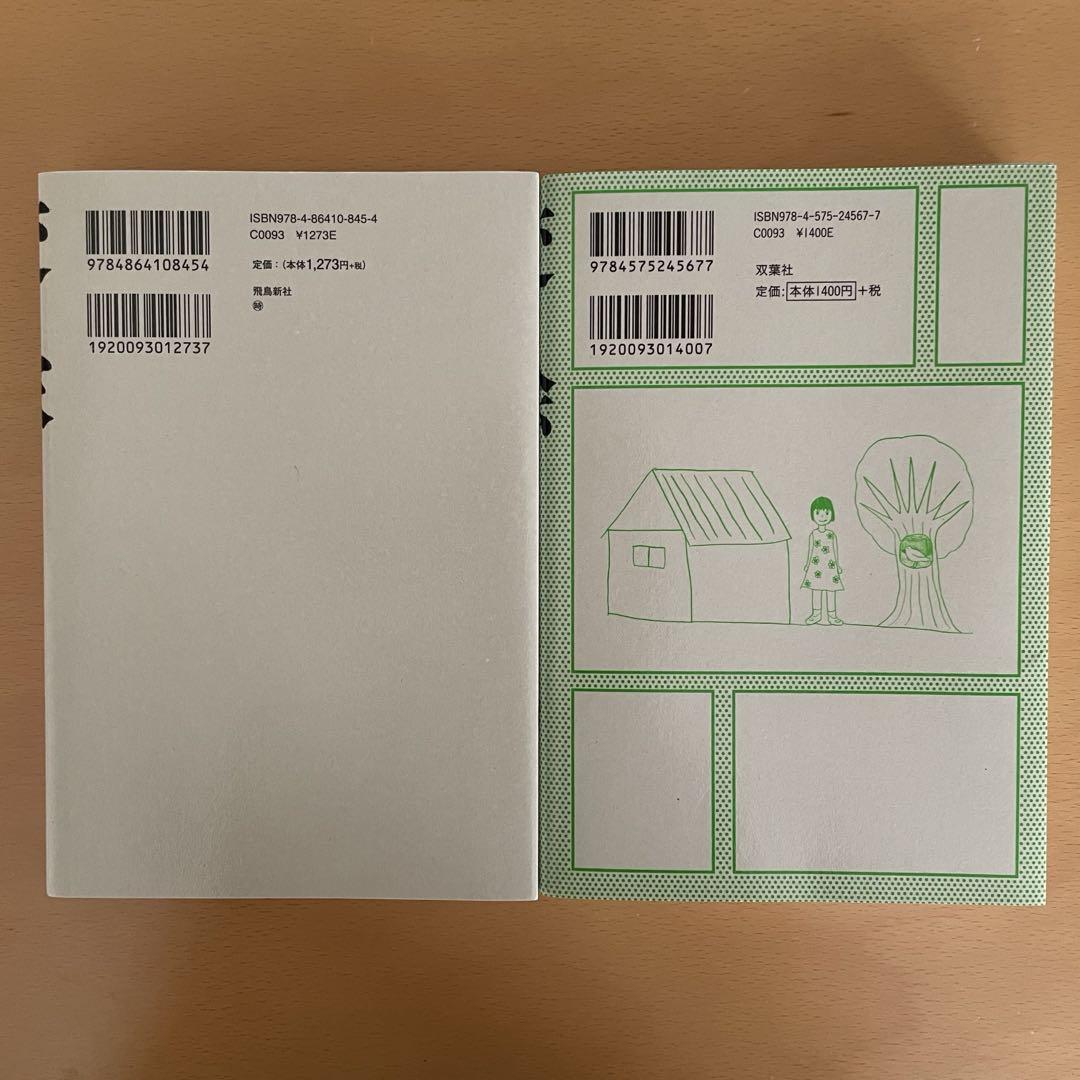 ISBN978-4-86410-845-4
C0093 ¥1273E
9784864108454
定価：(本体1,273円+税)
飛鳥新社
㊕
1920093012737
ISBN978-4-575-24567-7
C0093 ¥1400E
9784575245677
双葉社
定価:本体1400円+税
1920093014007